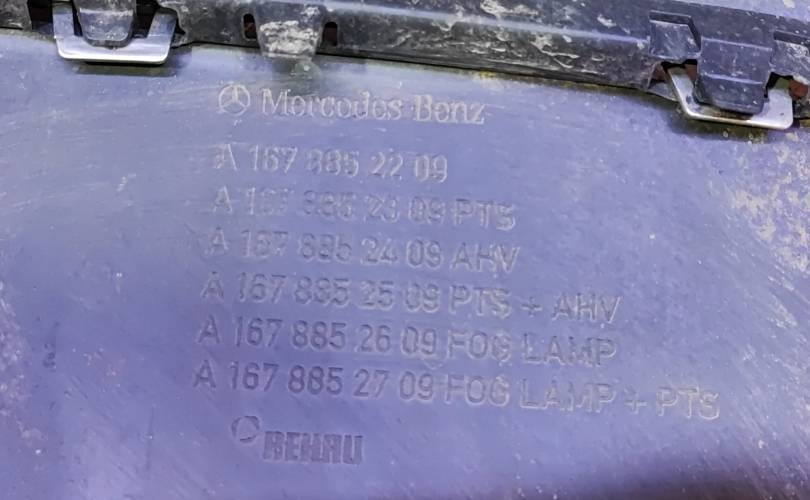 Mercedes Benz
A 167 885 22 09
A 167 885 23 09 PTS
A 167 885 24 09 AHV
A 167 885 25 09 PTS + AHV
A 167 885 26 09 FOG LAMP
A 167 885 27 09 FOG LAMP + PTS
REHAU